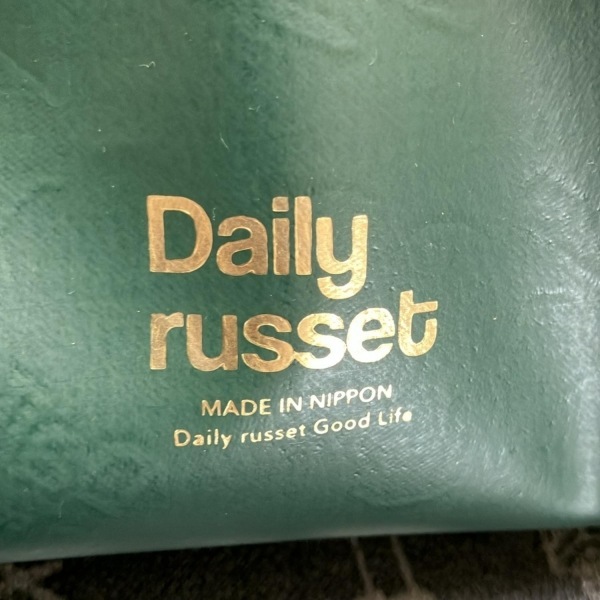 Daily
russet
MADE IN NIPPON
Daily russet Good Life